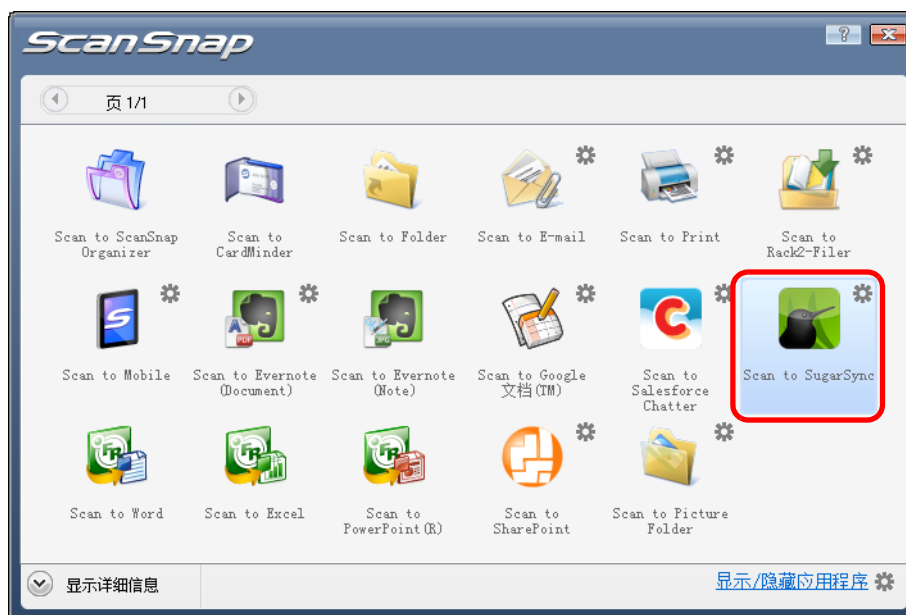 ScanSnap
页 1/1
Scan to ScanSnap
Organizer
Scan to
CardMinder
Scan to Folder
Scan to E-mail
Scan to Print
Scan to
Rack2-Filer
Scan to Mobile
Scan to Evernote
(Document)
Scan to Evernote
(Note)
Scan to Google
文档(TM)
Scan to
Salesforce
Chatter
Scan to SugarSync
Scan to Word
Scan to Excel
Scan to
PowerPoint(R)
Scan to
SharePoint
Scan to Picture
Folder
显示详细信息
显示/隐藏应用程序